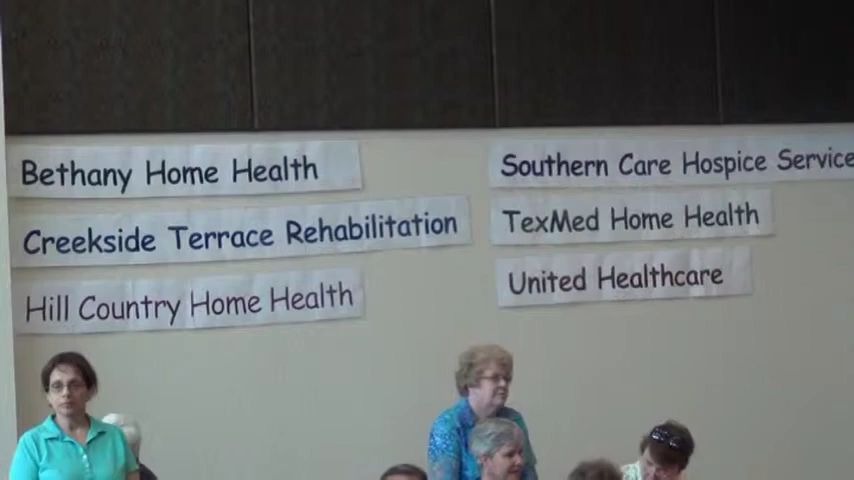 Bethany Home Health
Creekside Terrace Rehabilitation
Hill Country Home Health
Southern Care Hospice Service
TexMed Home Health
United Healthcare